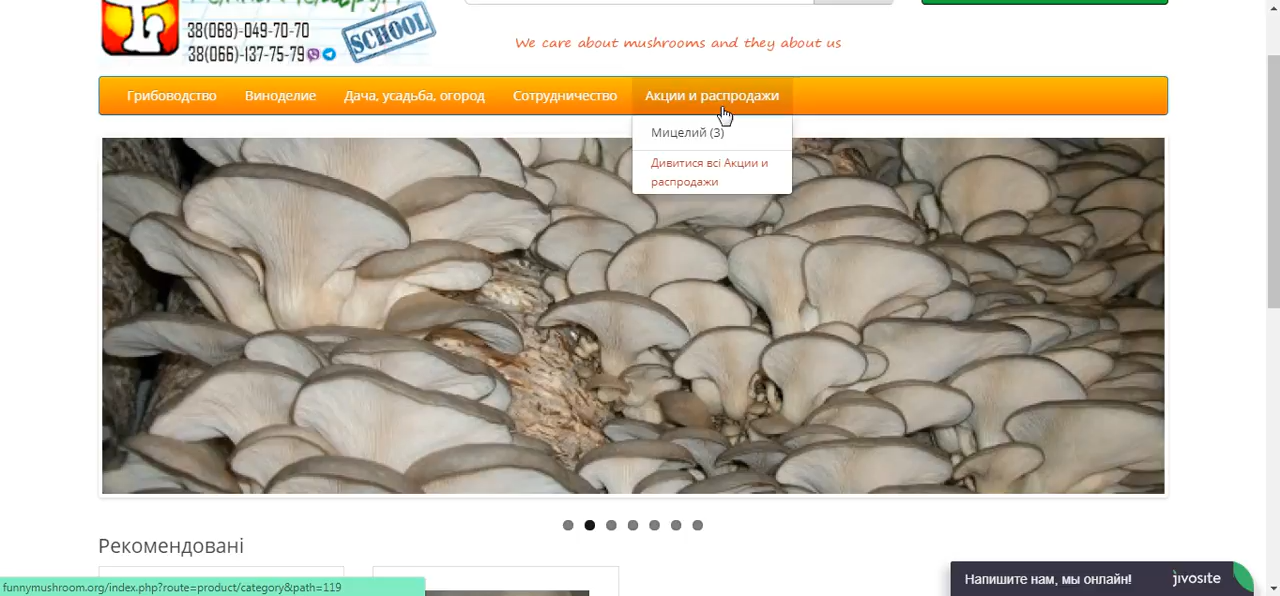 38(068)-049-70-70
38(066)-137-75-79
SCHOOL
We care about mushrooms and they about us
Грибоводство Виноделие Дача, усадьба, огород Сотрудничество Акции и распродажи
Мицелий (3)
Дивитися всі Акции и
распродажи
Рекомендовані
funnymushroom.org/index.php?route=product/category&path=119
Напишите нам, мы онлайн! jivosite